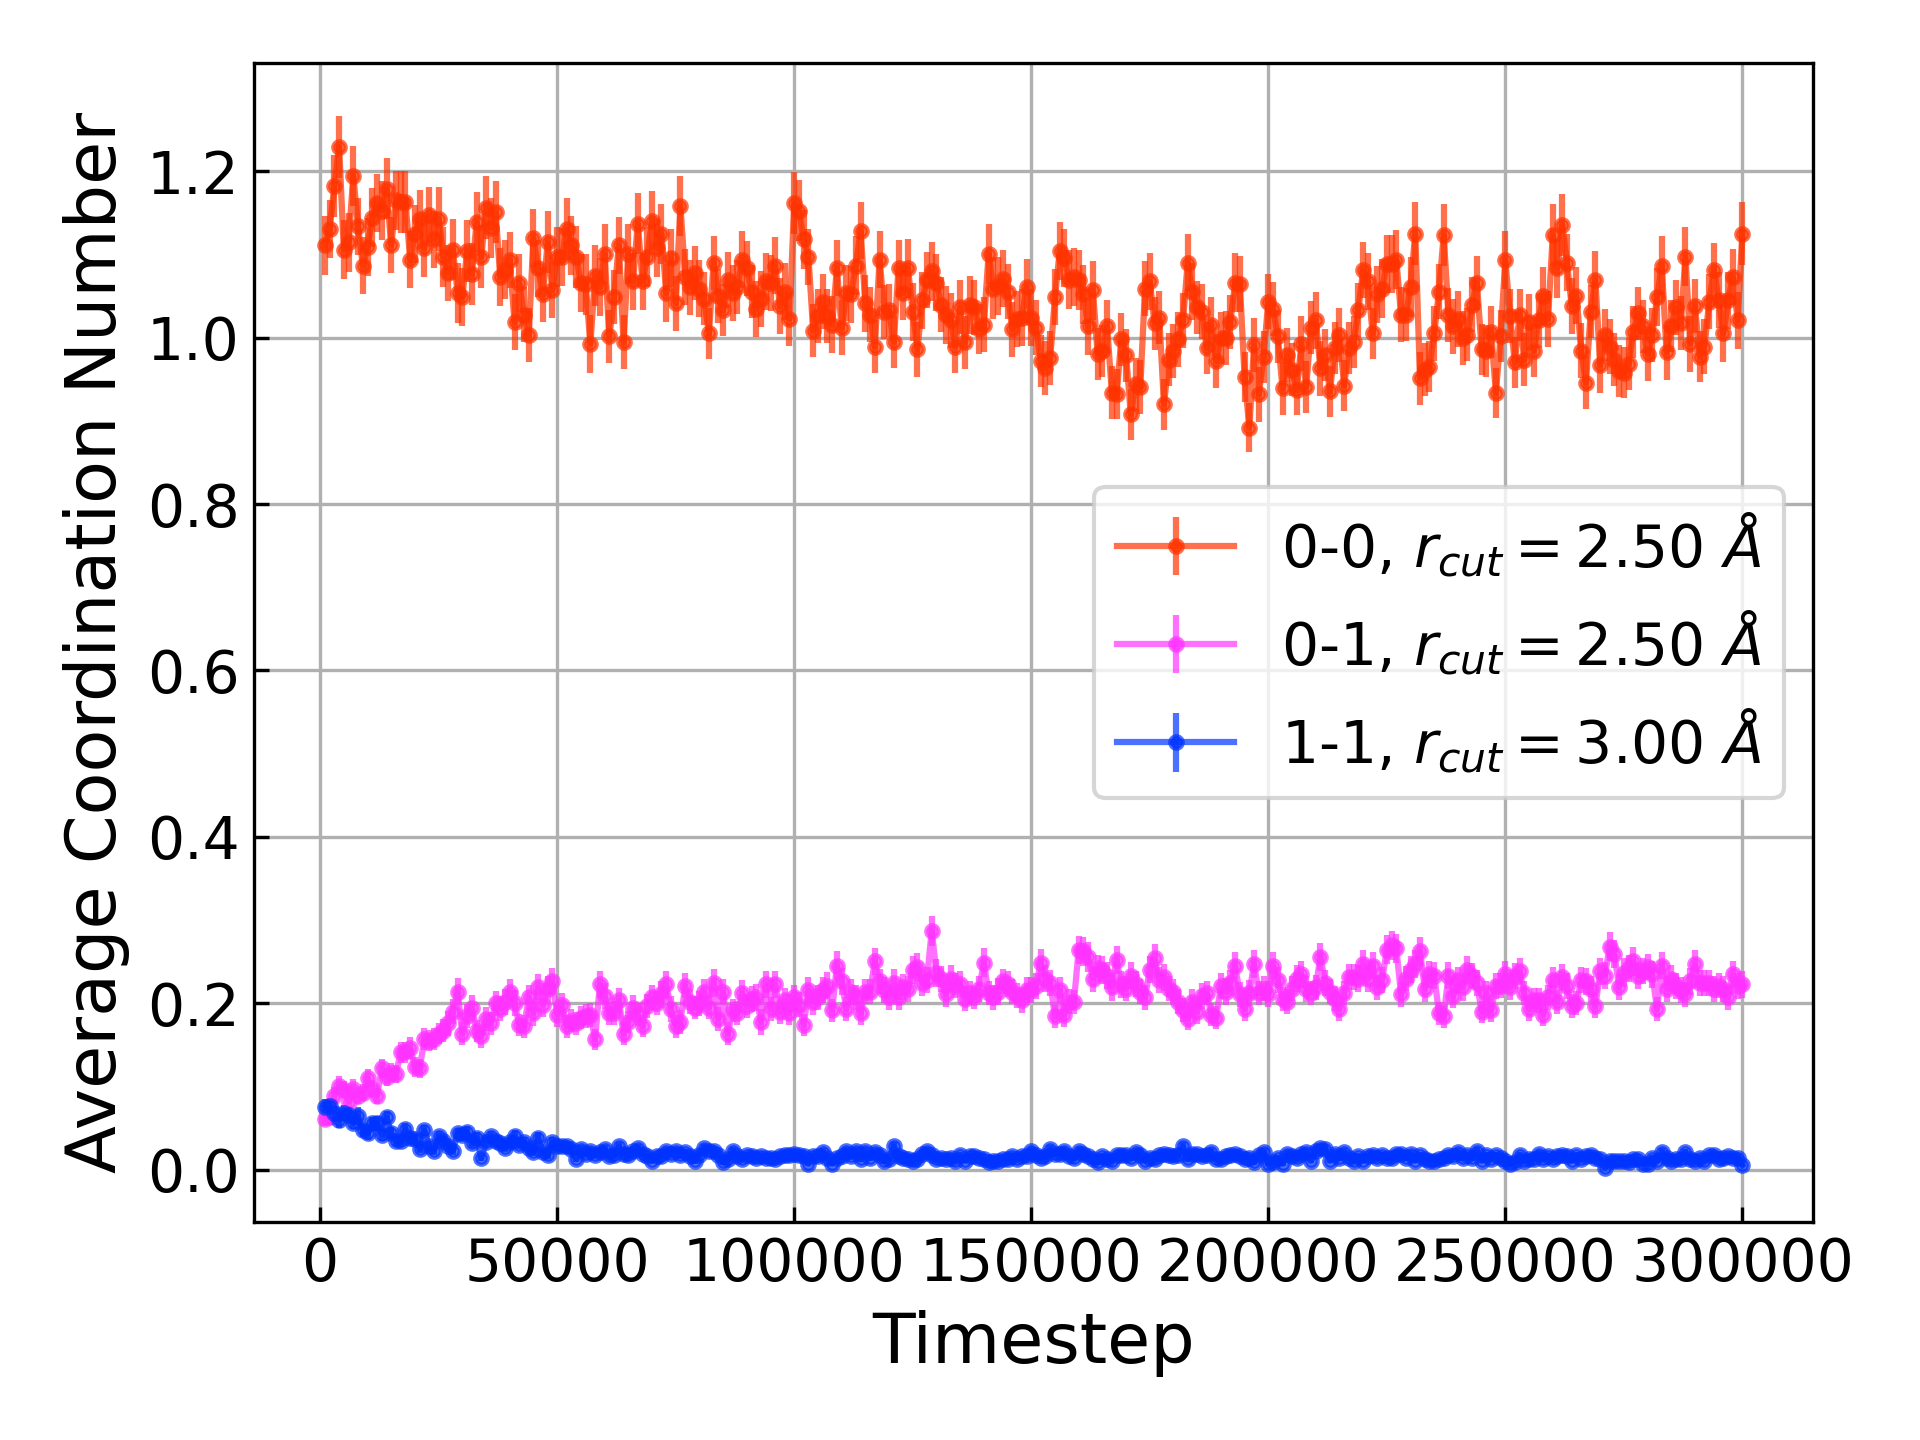 Average Coordination Number
1.2
1.0
0.8
0.6
0.4
0.2
0.0
0-0, r_cut = 2.50 Å
0-1, r_cut = 2.50 Å
1-1, r_cut = 3.00 Å
0 50000 100000 150000 200000 250000 300000
Timestep